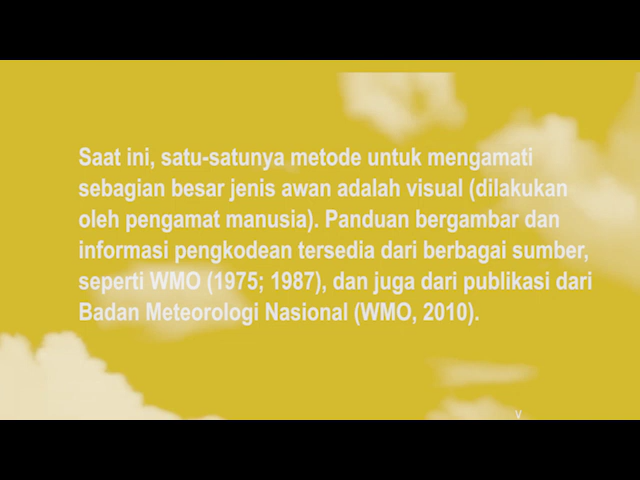 Saat ini, satu-satunya metode untuk mengamati
sebagian besar jenis awan adalah visual (dilakukan
oleh pengamat manusia). Panduan bergambar dan
informasi pengkodean tersedia dari berbagai sumber,
seperti WMO (1975; 1987), dan juga dari publikasi dari
Badan Meteorologi Nasional (WMO, 2010).
v